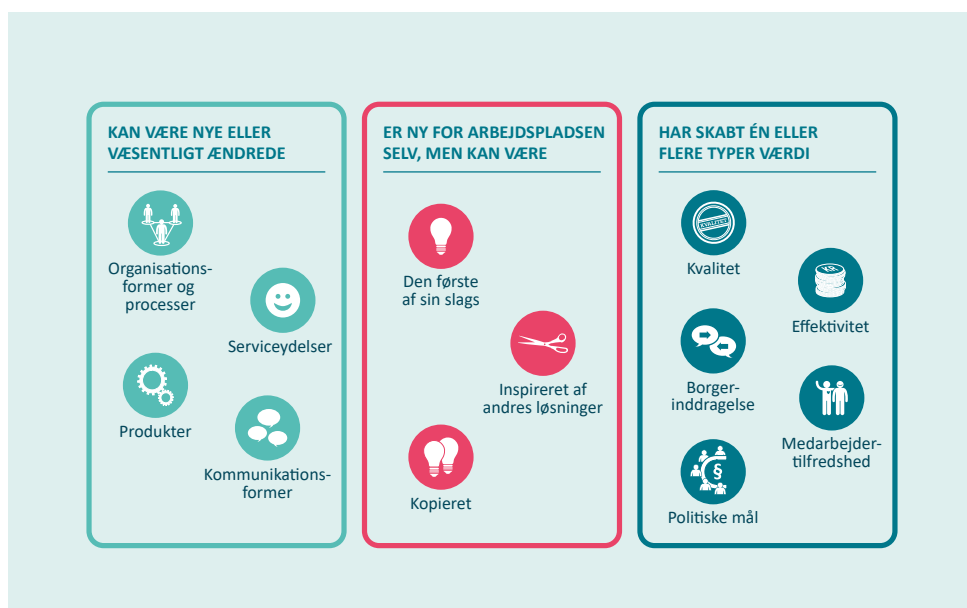 KAN VÆRE NYE ELLER
VÆSENTLIGT ÆNDREDE
Organisations-
former og
processer
Serviceydelser
Produkter
Kommunikations-
former
ER NY FOR ARBEJDSPLADSEN
SELV, MEN KAN VÆRE
Den første
af sin slags
Inspireret af
andres løsninger
Kopieret
HAR SKABT ÉN ELLER
FLERE TYPER VÆRDI
KVALITET
Kvalitet
KR
Effektivitet
Borger-
inddragelse
Medarbejder-
tilfredshed
§
Politiske mål